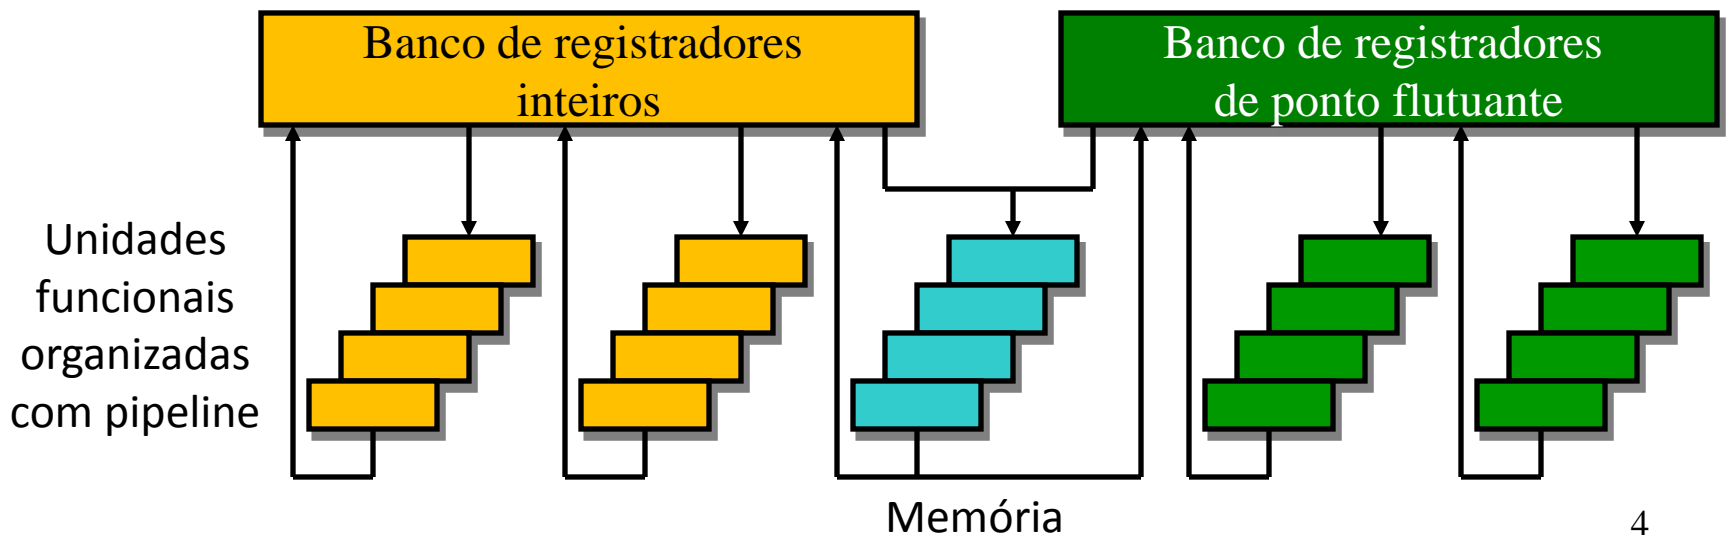 Banco de registradores
inteiros
Banco de registradores
de ponto flutuante
Unidades
funcionais
organizadas
com pipeline
Memória
4